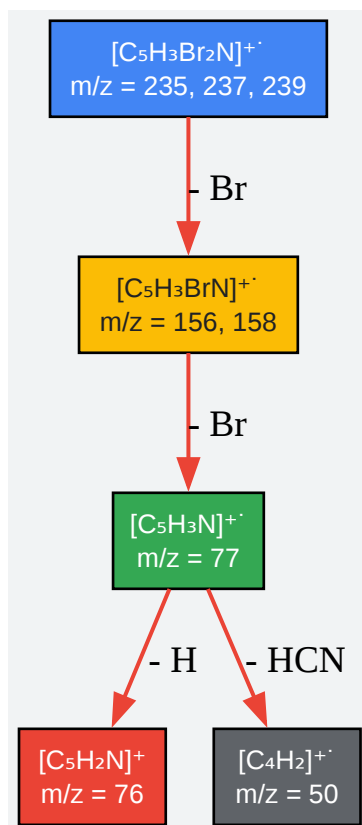 [C₅H₃Br₂N]⁺˙
m/z = 235, 237, 239
- Br
[C₅H₃BrN]⁺˙
m/z = 156, 158
- Br
[C₅H₃N]⁺˙
m/z = 77
- H
- HCN
[C₅H₂N]⁺
m/z = 76
[C₄H₂]⁺˙
m/z = 50